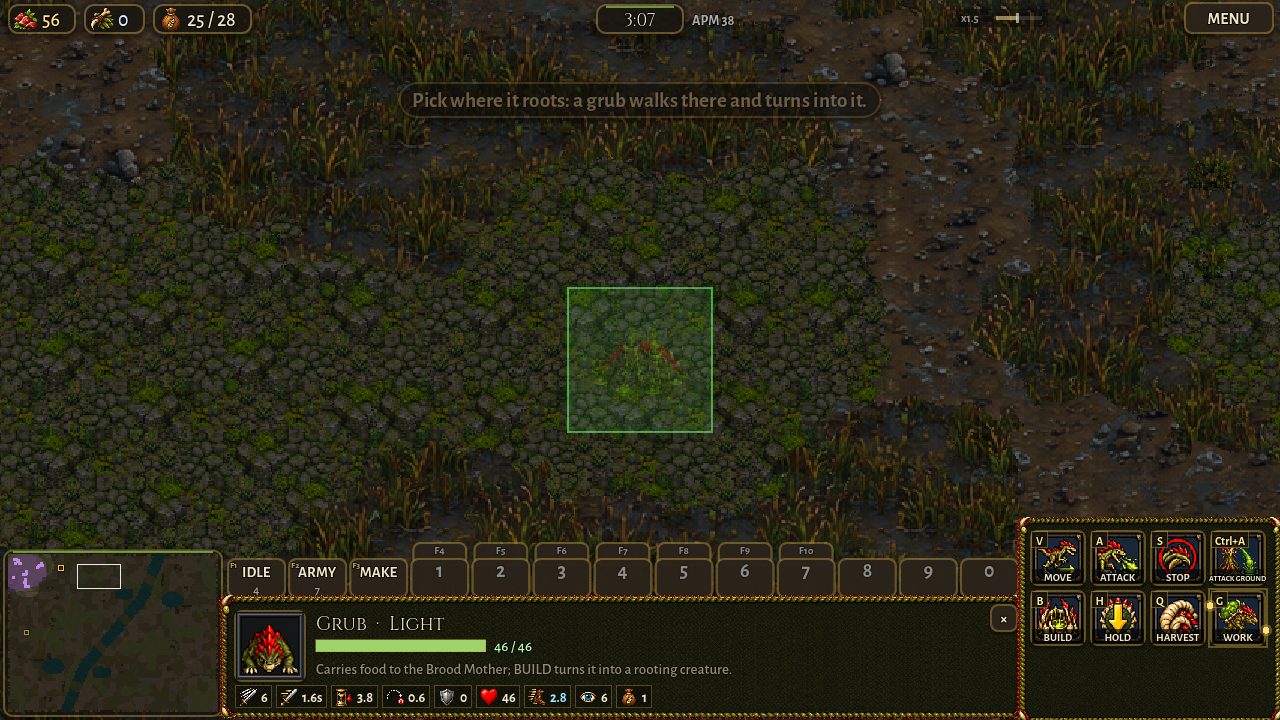 56 0 25 / 28 3:07 APM 38 x1.5 MENU
Pick where it roots: a grub walks there and turns into it.
F4 F5 F6 F7 F8 F9 F10
F1 IDLE 4 F2 ARMY 7 F3 MAKE 1 2 3 4 5 6 7 8 9 0
Grub · Light
46 / 46
Carries food to the Brood Mother; BUILD turns it into a rooting creature.
6 1.6s 3.8 0.6 0 46 2.8 6 1
×
V MOVE A ATTACK S STOP Ctrl+A ATTACK GROUND
B BUILD H HOLD Q HARVEST G WORK